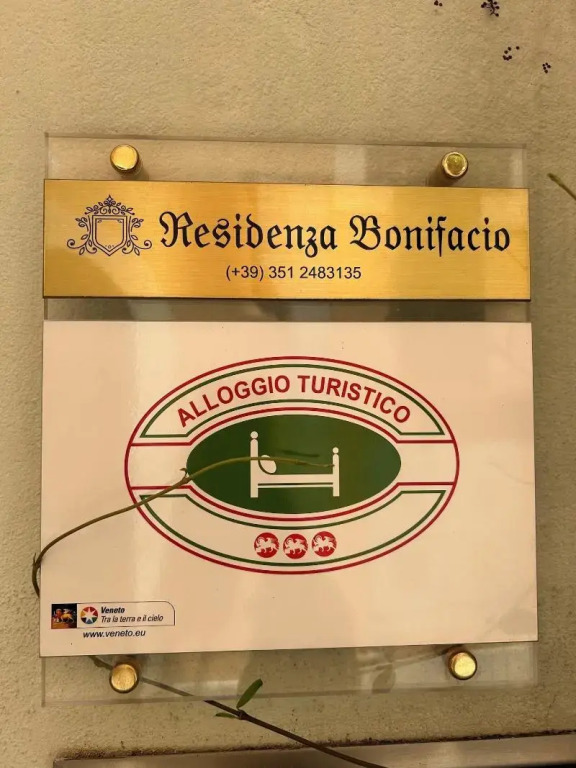 Residenza Bonifacio
(+39) 351 2483135
ALLOGGIO TURISTICO
Veneto
Tra la terra e il cielo
www.veneto.eu